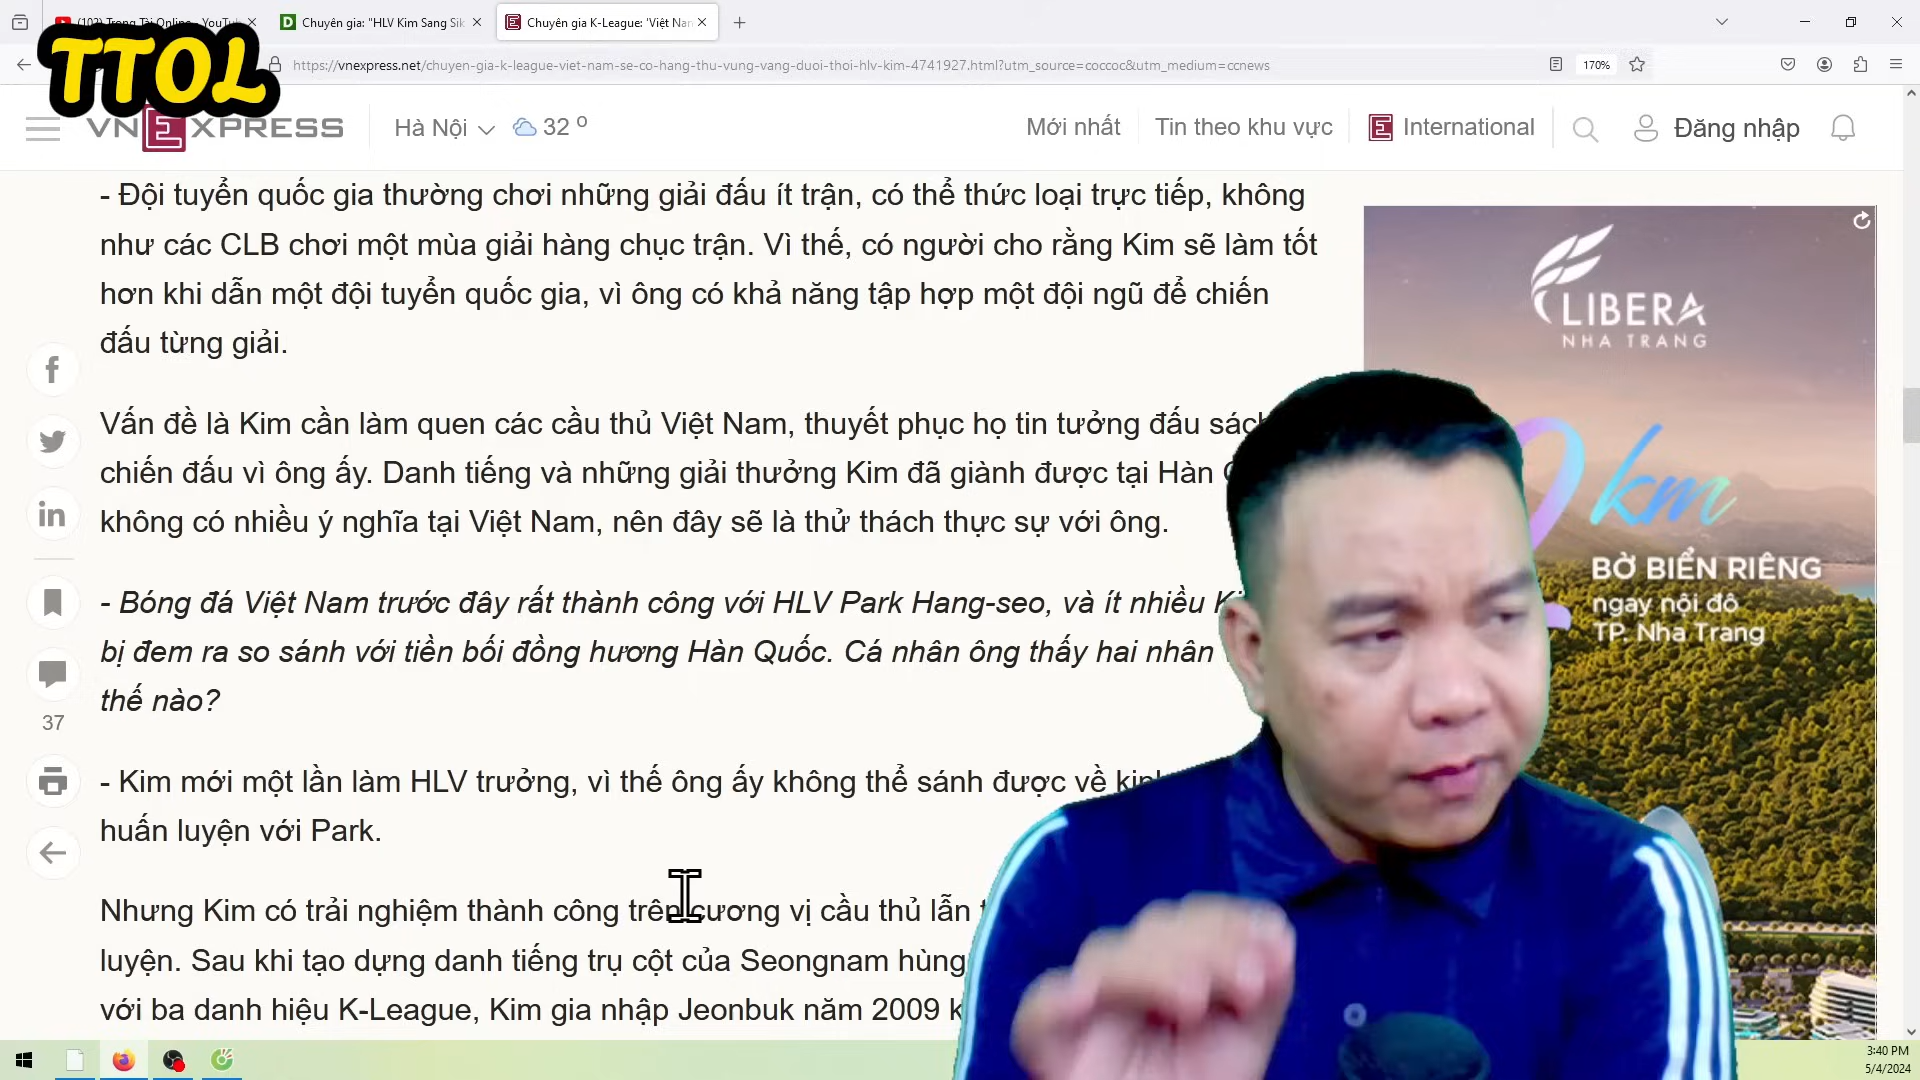 (102) Trọng Tài Online - YouTub
Chuyên gia: "HLV Kim Sang Sik
Chuyên gia K-League: 'Việt Nan
TTOL
https://vnexpress.net/chuyen-gia-k-league-viet-nam-se-co-hang-thu-vung-vang-duoi-thoi-hlv-kim-4741927.html?utm_source=coccoc&utm_medium=ccnews
170%
VNEXPRESS
Hà Nội
32 º
Mới nhất
Tin theo khu vực
E International
Đăng nhập
- Đội tuyển quốc gia thường chơi những giải đấu ít trận, có thể thức loại trực tiếp, không
như các CLB chơi một mùa giải hàng chục trận. Vì thế, có người cho rằng Kim sẽ làm tốt
hơn khi dẫn một đội tuyển quốc gia, vì ông có khả năng tập hợp một đội ngũ để chiến
đấu từng giải.
Vấn đề là Kim cần làm quen các cầu thủ Việt Nam, thuyết phục họ tin tưởng đấu sách
chiến đấu vì ông ấy. Danh tiếng và những giải thưởng Kim đã giành được tại Hàn
không có nhiều ý nghĩa tại Việt Nam, nên đây sẽ là thử thách thực sự với ông.
- Bóng đá Việt Nam trước đây rất thành công với HLV Park Hang-seo, và ít nhiều
bị đem ra so sánh với tiền bối đồng hương Hàn Quốc. Cá nhân ông thấy hai nhân
thế nào?
- Kim mới một lần làm HLV trưởng, vì thế ông ấy không thể sánh được về kinh
huấn luyện với Park.
Nhưng Kim có trải nghiệm thành công trên cương vị cầu thủ lẫn
luyện. Sau khi tạo dựng danh tiếng trụ cột của Seongnam hùng
với ba danh hiệu K-League, Kim gia nhập Jeonbuk năm 2009
37
LIBERA
NHA TRANG
2km
BỜ BIỂN RIÊNG
ngay nội đô
TP. Nha Trang
3:40 PM
5/4/2024